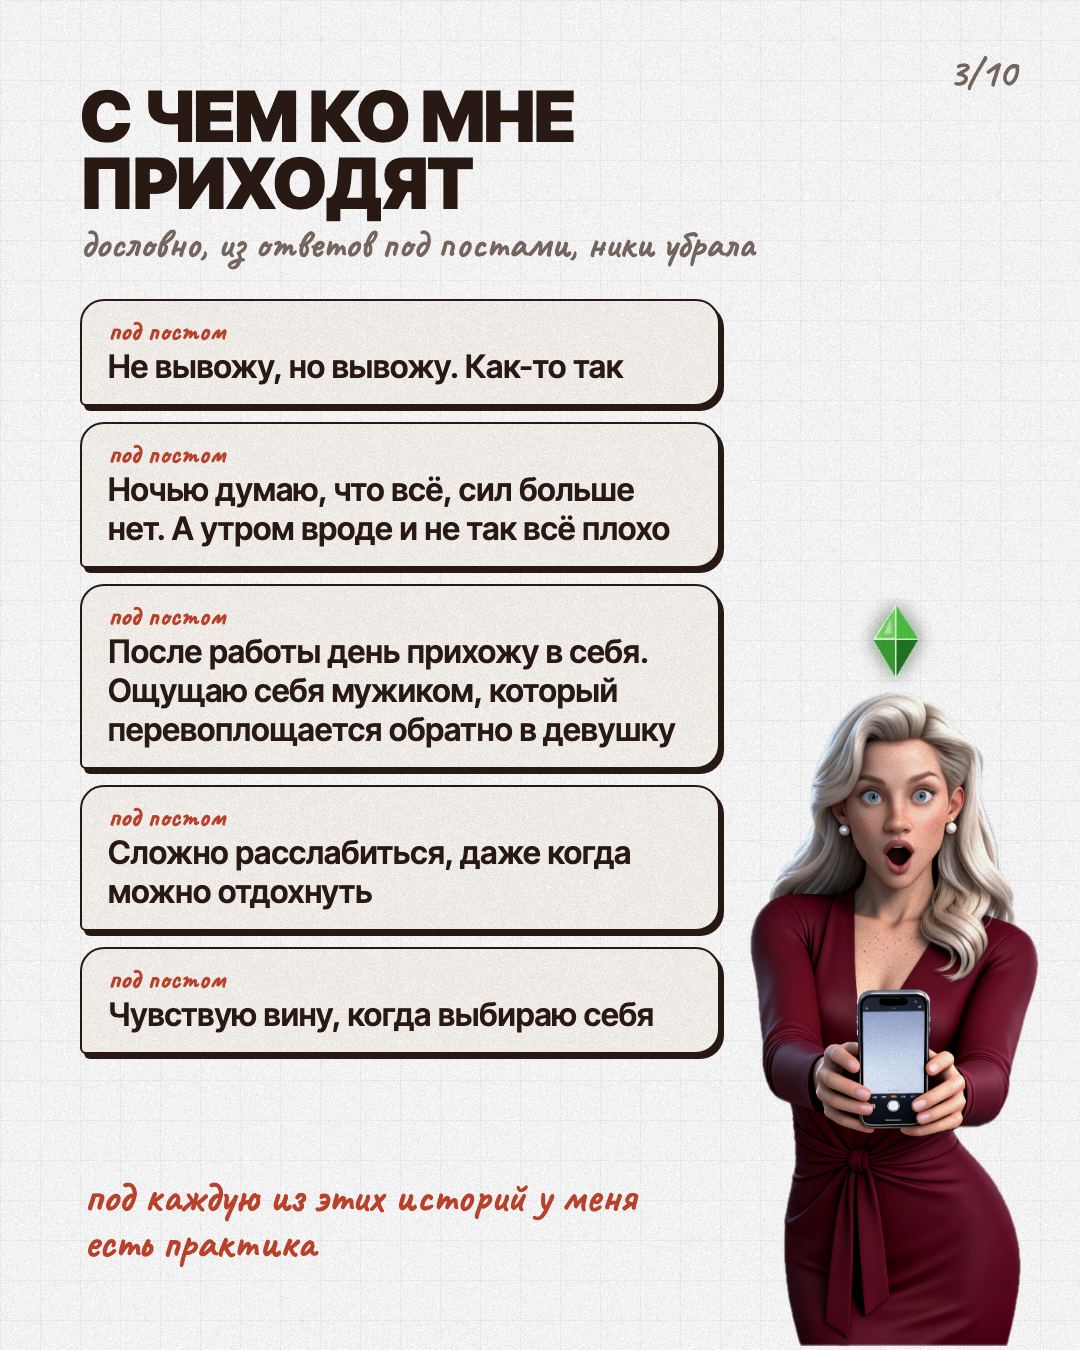 3/10
С ЧЕМ КО МНЕ
ПРИХОДЯТ
дословно, из ответов под постами, ники убрала
под постом
Не вывожу, но вывожу. Как-то так
под постом
Ночью думаю, что всё, сил больше
нет. А утром вроде и не так всё плохо
под постом
После работы день прихожу в себя.
Ощущаю себя мужиком, который
перевоплощается обратно в девушку
под постом
Сложно расслабиться, даже когда
можно отдохнуть
под постом
Чувствую вину, когда выбираю себя
под каждую из этих историй у меня
есть практика